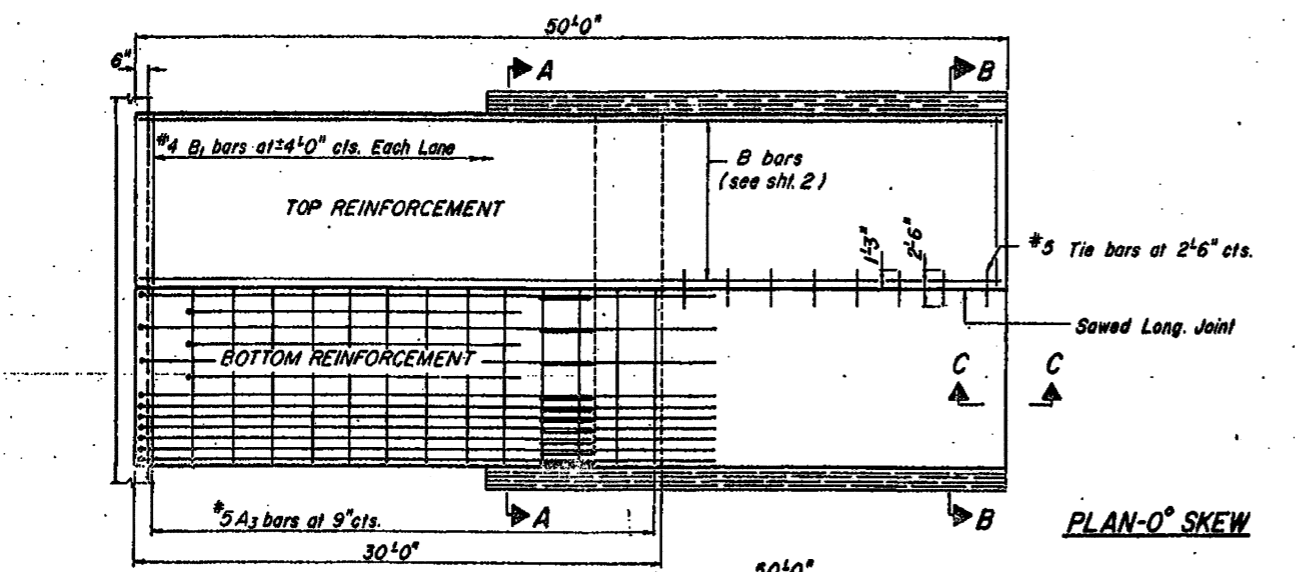 50'-0"
6"
A
B
#4 B1 bars at ±4'-0" cts. Each Lane
B bars
(see sht. 2)
TOP REINFORCEMENT
1'-3"
2'-6"
#5 Tie bars at 2'-6" cts.
Sawed Long. Joint
BOTTOM REINFORCEMENT
C
C
#5 A3 bars at 9" cts.
A
B
PLAN-0° SKEW
30'-0"
50'-0"